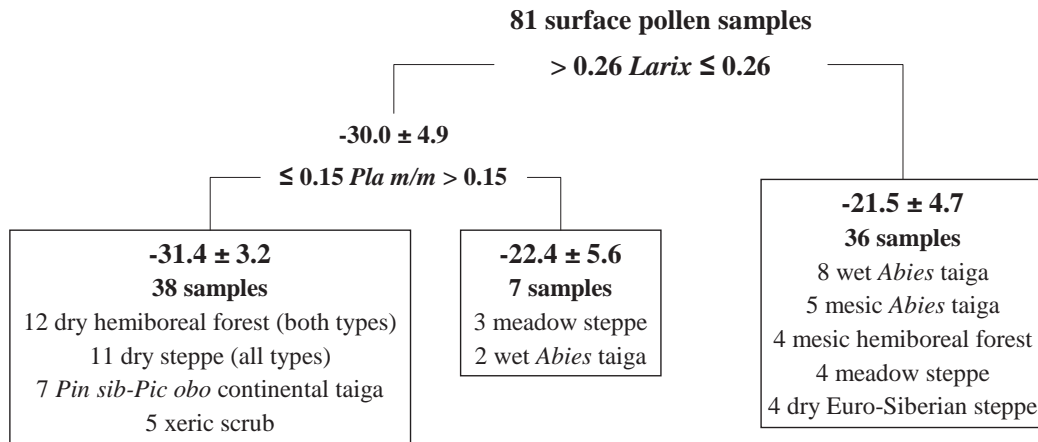 81 surface pollen samples
> 0.26 Larix ≤ 0.26
-30.0 ± 4.9
≤ 0.15 Pla m/m > 0.15
-31.4 ± 3.2
38 samples
12 dry hemiboreal forest (both types)
11 dry steppe (all types)
7 Pin sib-Pic obo continental taiga
5 xeric scrub
-22.4 ± 5.6
7 samples
3 meadow steppe
2 wet Abies taiga
-21.5 ± 4.7
36 samples
8 wet Abies taiga
5 mesic Abies taiga
4 mesic hemiboreal forest
4 meadow steppe
4 dry Euro-Siberian steppe